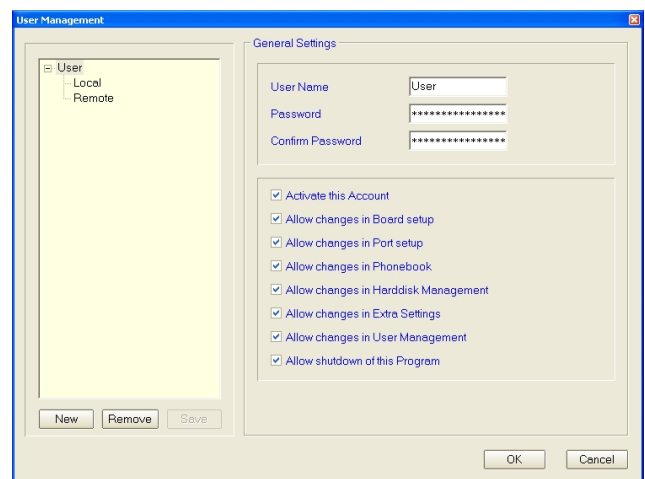 User Management
User
Local
Remote
New
Remove
Save
General Settings
User Name
User
Password
****************
Confirm Password
****************
Activate this Account
Allow changes in Board setup
Allow changes in Port setup
Allow changes in Phonebook
Allow changes in Harddisk Management
Allow changes in Extra Settings
Allow changes in User Management
Allow shutdown of this Program
OK
Cancel